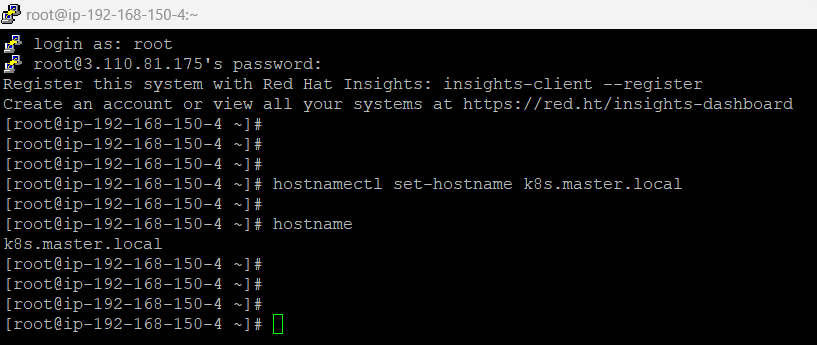 root@ip-192-168-150-4:~
login as: root
root@3.110.81.175's password:
Register this system with Red Hat Insights: insights-client --register
Create an account or view all your systems at https://red.ht/insights-dashboard
[root@ip-192-168-150-4 ~]#
[root@ip-192-168-150-4 ~]#
[root@ip-192-168-150-4 ~]#
[root@ip-192-168-150-4 ~]# hostnamectl set-hostname k8s.master.local
[root@ip-192-168-150-4 ~]#
[root@ip-192-168-150-4 ~]# hostname
k8s.master.local
[root@ip-192-168-150-4 ~]#
[root@ip-192-168-150-4 ~]#
[root@ip-192-168-150-4 ~]#
[root@ip-192-168-150-4 ~]#